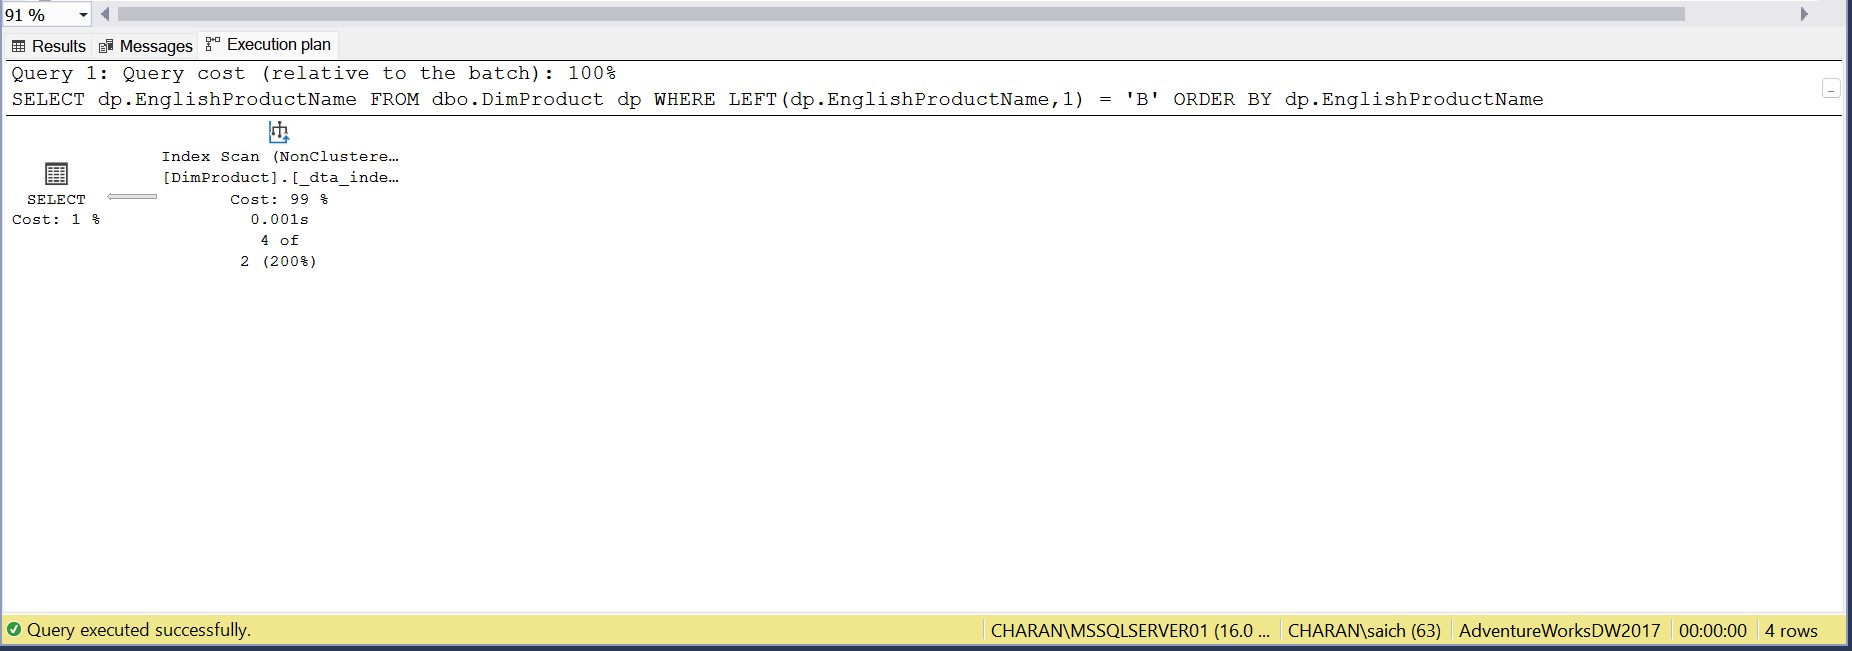 91 %
Results Messages Execution plan
Query 1: Query cost (relative to the batch): 100%
SELECT dp.EnglishProductName FROM dbo.DimProduct dp WHERE LEFT(dp.EnglishProductName,1) = 'B' ORDER BY dp.EnglishProductName
SELECT
Cost: 1 %
Index Scan (NonClustere…
[DimProduct].[_dta_inde…
Cost: 99 %
0.001s
4 of
2 (200%)
Query executed successfully. CHARAN\MSSQLSERVER01 (16.0 ... CHARAN\saich (63) AdventureWorksDW2017 00:00:00 4 rows